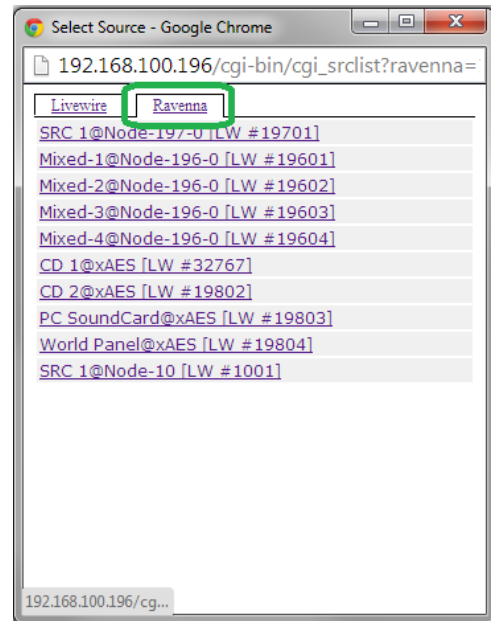 Select Source - Google Chrome
192.168.100.196/cgi-bin/cgi_srclist?ravenna=
Livewire Ravenna
SRC 1@Node-197-0 [LW #19701]
Mixed-1@Node-196-0 [LW #19601]
Mixed-2@Node-196-0 [LW #19602]
Mixed-3@Node-196-0 [LW #19603]
Mixed-4@Node-196-0 [LW #19604]
CD 1@xAES [LW #32767]
CD 2@xAES [LW #19802]
PC SoundCard@xAES [LW #19803]
World Panel@xAES [LW #19804]
SRC 1@Node-10 [LW #1001]
192.168.100.196/cg...